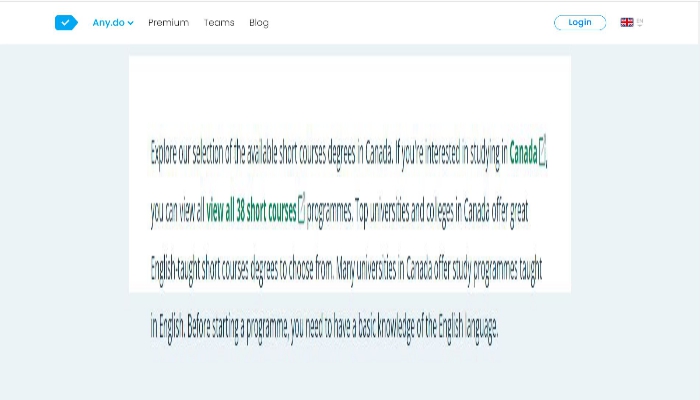 Any.do Premium Teams Blog Login EN
Explore our selection of the available short courses degrees in Canada. If you're interested in studying in Canada,
you can view all view all 38 short courses programmes. Top universities and colleges in Canada offer great
English-taught short courses degrees to choose from. Many universities in Canada offer study programmes taught
in English. Before starting a programme, you need to have a basic knowledge of the English language.